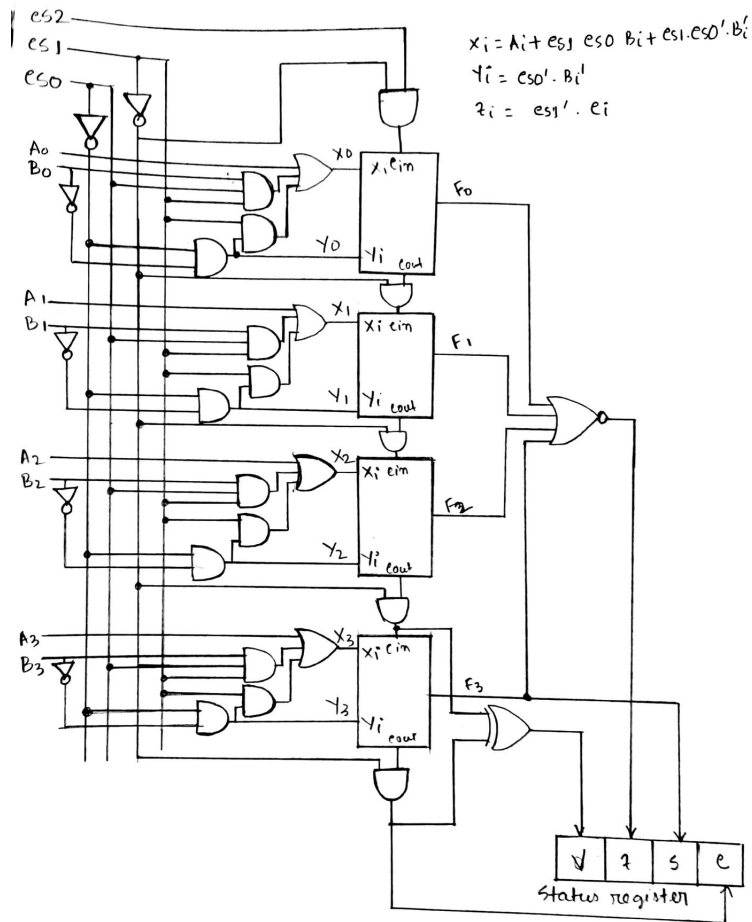 cs2
cs1
cs0
xi = Ai + cs1 cs0 Bi + cs1.cs0'.Bi'
Yi = cs0'.Bi'
zi = cs1'.ci
A0
B0
X0
xi cin
F0
Y0
Yi
cout
A1
B1
X1
xi cin
F1
Y1
Yi
cout
A2
B2
X2
xi cin
F2
Y2
Yi
cout
A3
B3
X3
xi cin
F3
Y3
Yi
cout
V
z
s
c
Status register